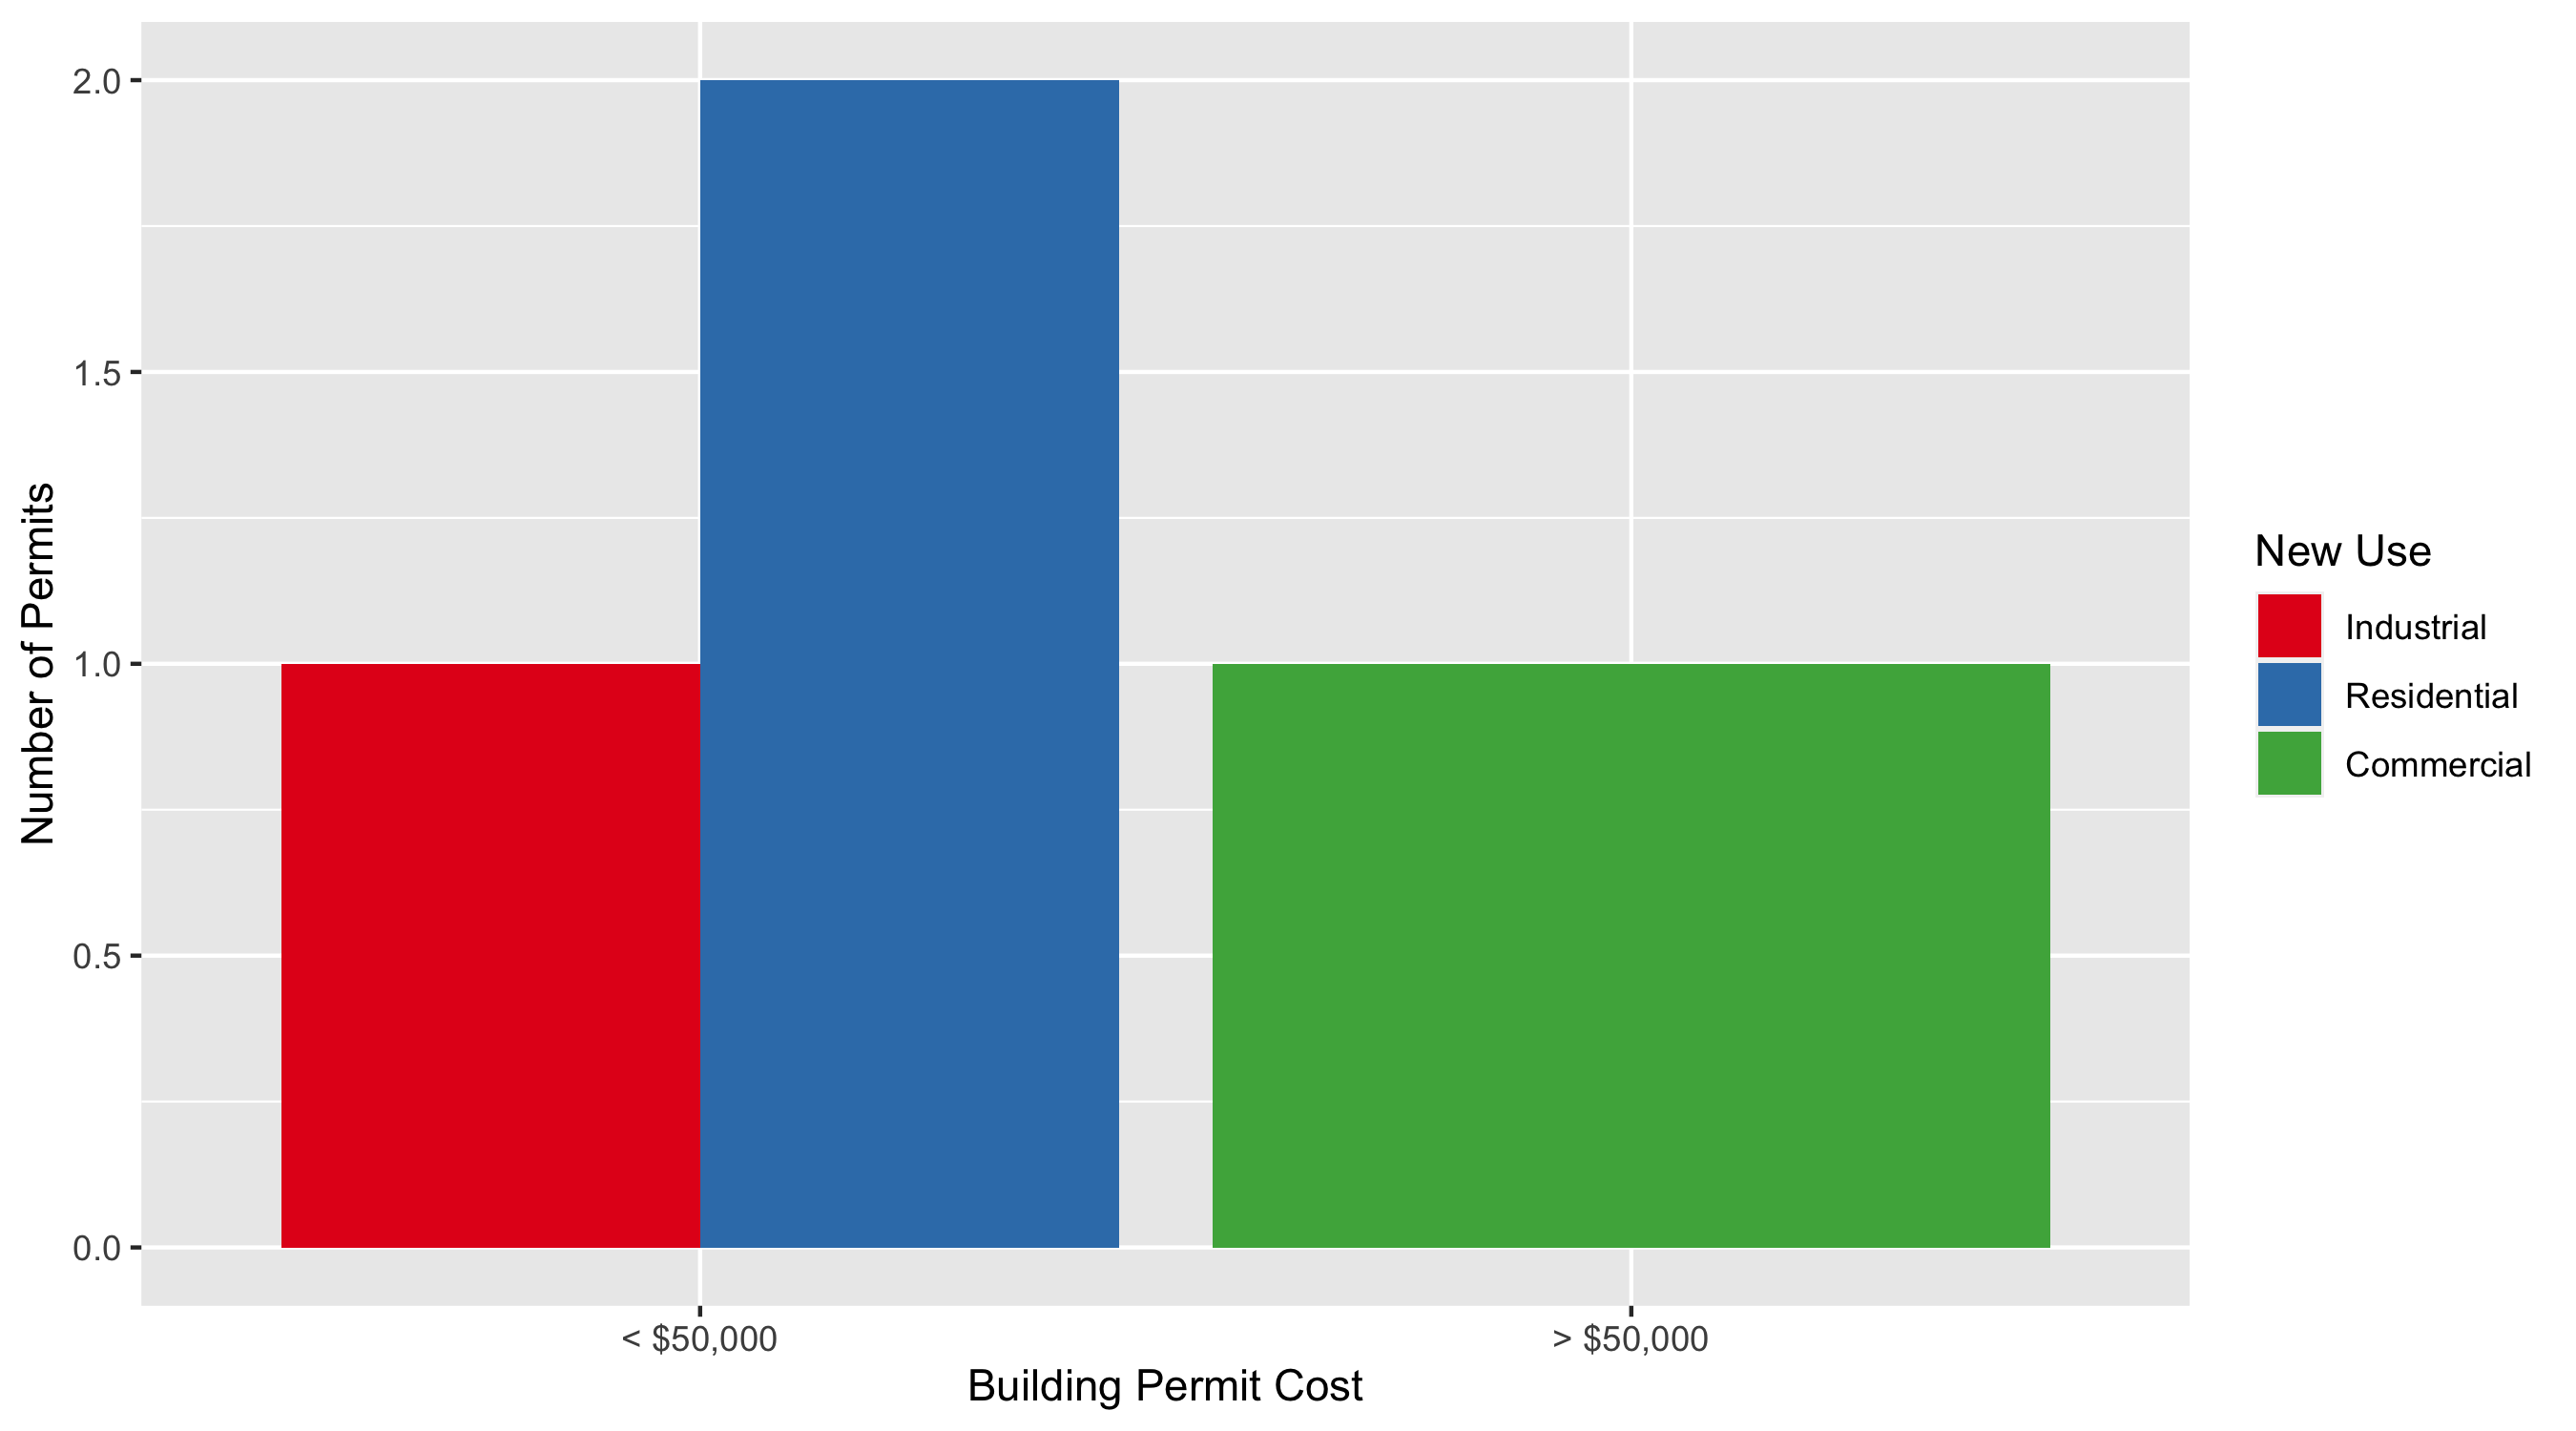 2.0
1.5
1.0
0.5
0.0
Number of Permits
< $50,000
> $50,000
Building Permit Cost
New Use
Industrial
Residential
Commercial